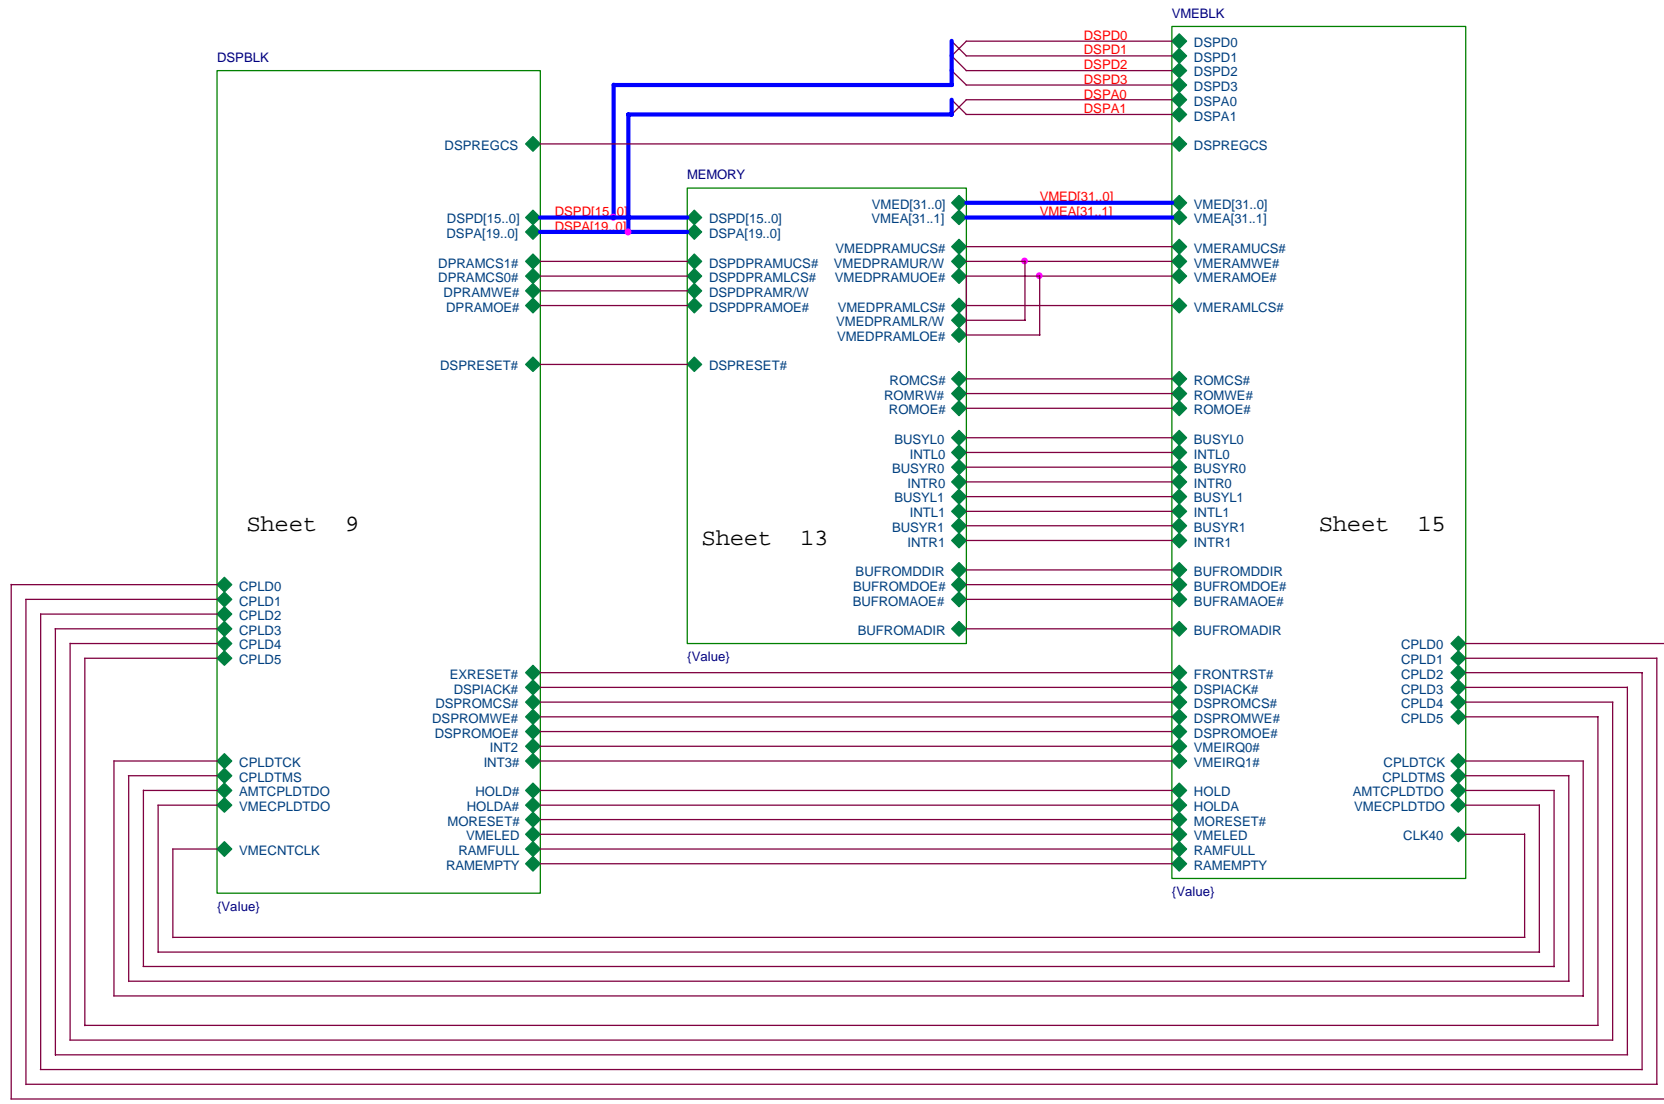 VMEBLK
DSPD0
DSPD1
DSPD2
DSPD3
DSPA0
DSPA1
DSPD0
DSPD1
DSPD2
DSPD3
DSPA0
DSPA1
DSPREGCS
VMED[31..0]
VMEA[31..1]
VMERAMUCS#
VMERAMWE#
VMERAMOE#
VMERAMLCS#
ROMCS#
ROMWE#
ROMOE#
BUSYL0
INTL0
BUSYR0
INTR0
BUSYL1
INTL1
BUSYR1
INTR1
Sheet 15
BUFROMDDIR
BUFROMDOE#
BUFRAMAOE#
BUFROMADIR
FRONTRST#
DSPIACK#
DSPROMCS#
DSPROMWE#
DSPROMOE#
VMEIRQ0#
VMEIRQ1#
HOLD
HOLDA
MORESET#
VMELED
RAMFULL
RAMEMPTY
CPLD0
CPLD1
CPLD2
CPLD3
CPLD4
CPLD5
CPLDTCK
CPLDTMS
AMTCPLDTDO
VMECPLDTDO
CLK40
{Value}
DSPBLK
DSPREGCS
DSPD[15..0]
DSPA[19..0]
DPRAMCS1#
DPRAMCS0#
DPRAMWE#
DPRAMOE#
DSPRESET#
Sheet 9
CPLD0
CPLD1
CPLD2
CPLD3
CPLD4
CPLD5
EXRESET#
DSPIACK#
DSPROMCS#
DSPROMWE#
DSPROMOE#
INT2
INT3#
HOLD#
HOLDA#
MORESET#
VMELED
RAMFULL
RAMEMPTY
CPLDTCK
CPLDTMS
AMTCPLDTDO
VMECPLDTDO
VMECNTCLK
{Value}
DSPD[15..0]
DSPA[19..0]
MEMORY
DSPD[15..0]
DSPA[19..0]
DSPDPRAMUCS#
DSPDPRAMLCS#
DSPDPRAMR/W
DSPDPRAMOE#
DSPRESET#
Sheet 13
VMED[31..0]
VMEA[31..1]
VMEDPRAMUCS#
VMEDPRAMUR/W
VMEDPRAMUOE#
VMEDPRAMLCS#
VMEDPRAMLR/W
VMEDPRAMLOE#
ROMCS#
ROMRW#
ROMOE#
BUSYL0
INTL0
BUSYR0
INTR0
BUSYL1
INTL1
BUSYR1
INTR1
BUFROMDDIR
BUFROMDOE#
BUFROMAOE#
BUFROMADIR
{Value}
VMED[31..0]
VMEA[31..1]